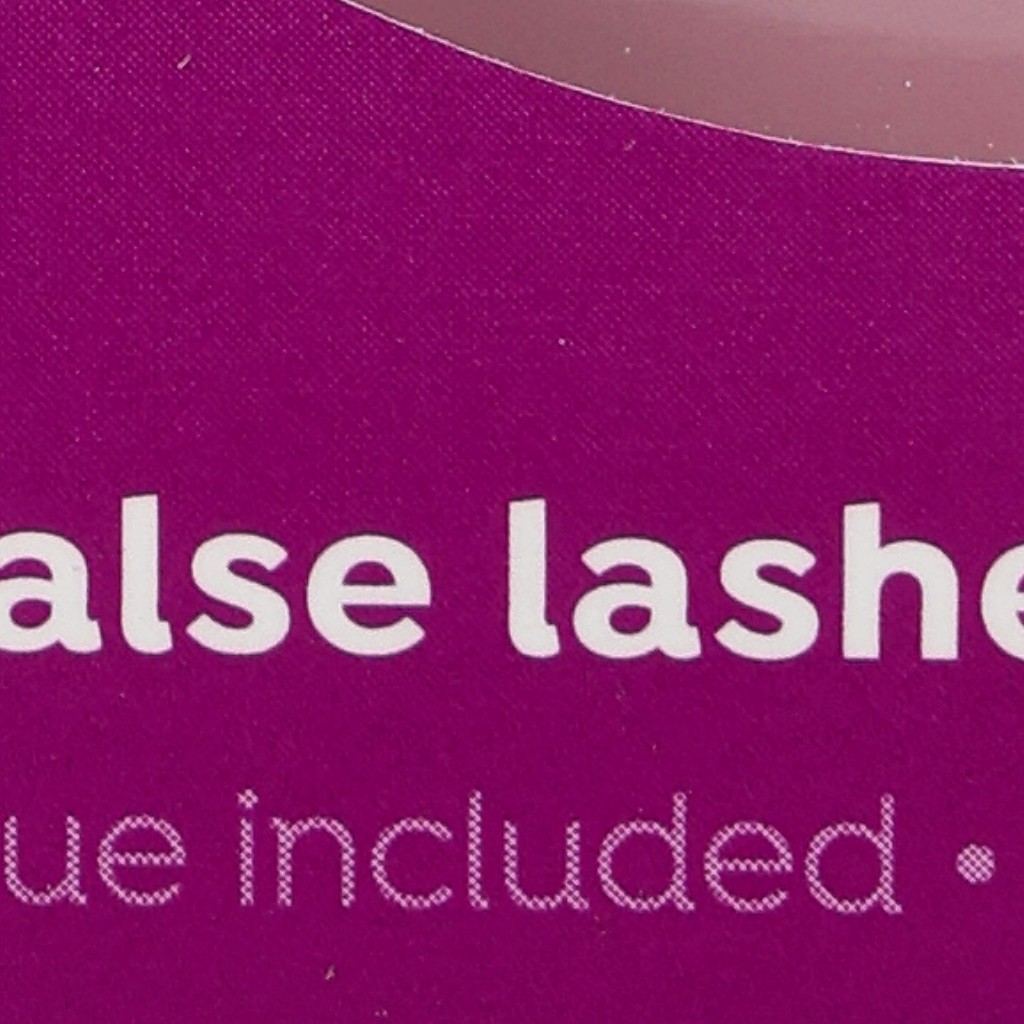 alse lashe
ue included •